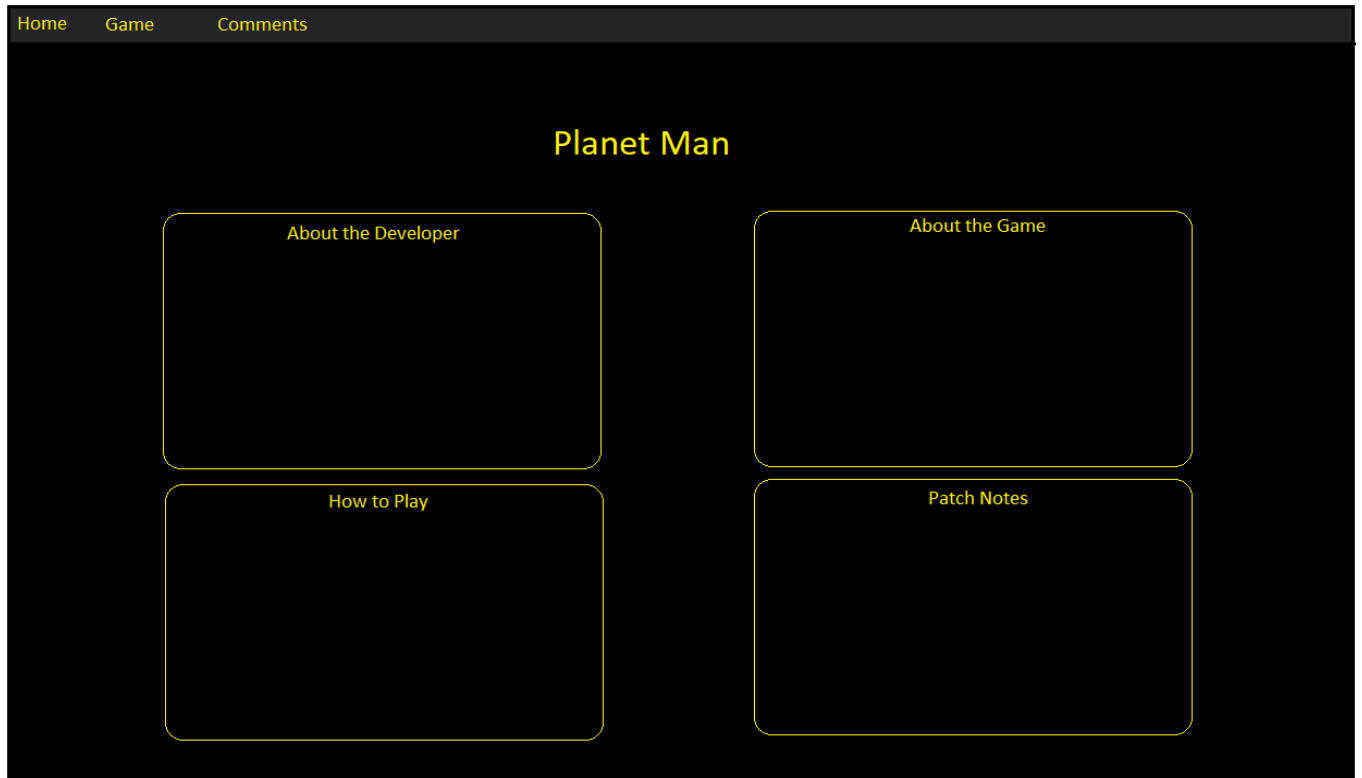 Home Game Comments
Planet Man
About the Developer
About the Game
How to Play
Patch Notes